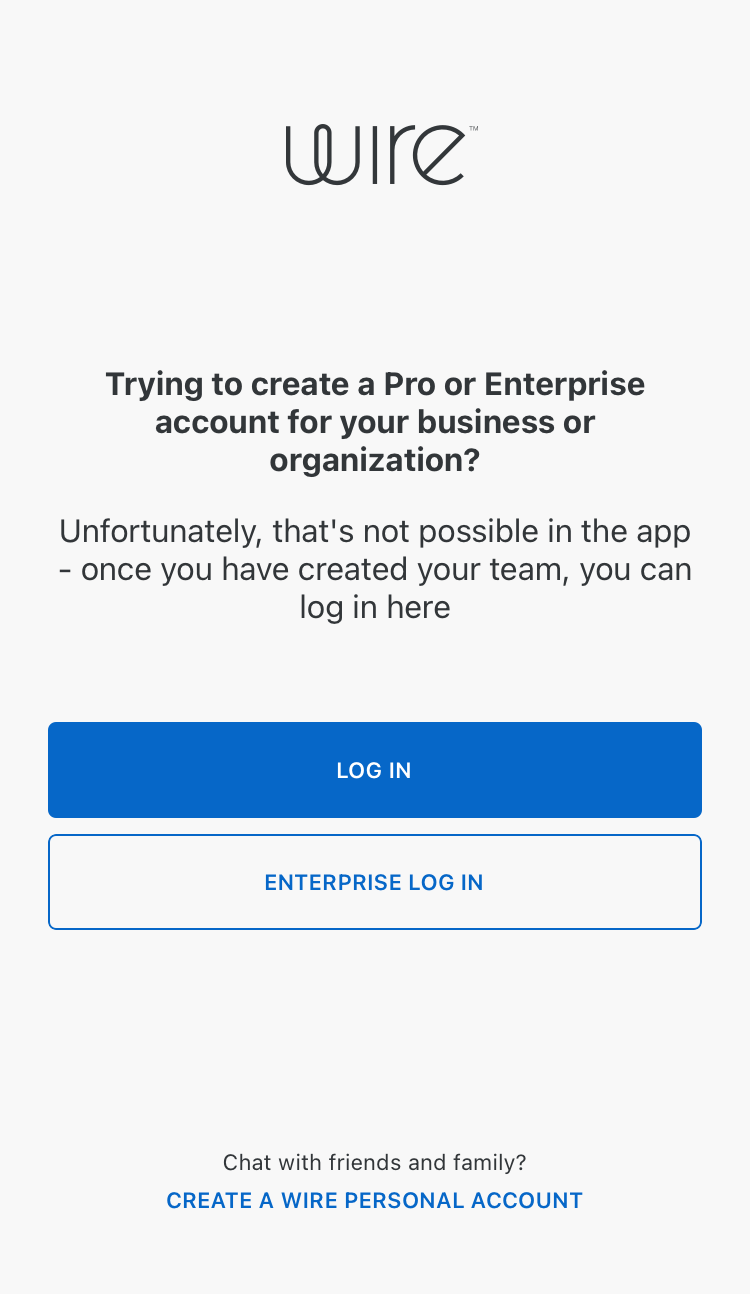 wire™
Trying to create a Pro or Enterprise
account for your business or
organization?
Unfortunately, that's not possible in the app
- once you have created your team, you can
log in here
LOG IN
ENTERPRISE LOG IN
Chat with friends and family?
CREATE A WIRE PERSONAL ACCOUNT